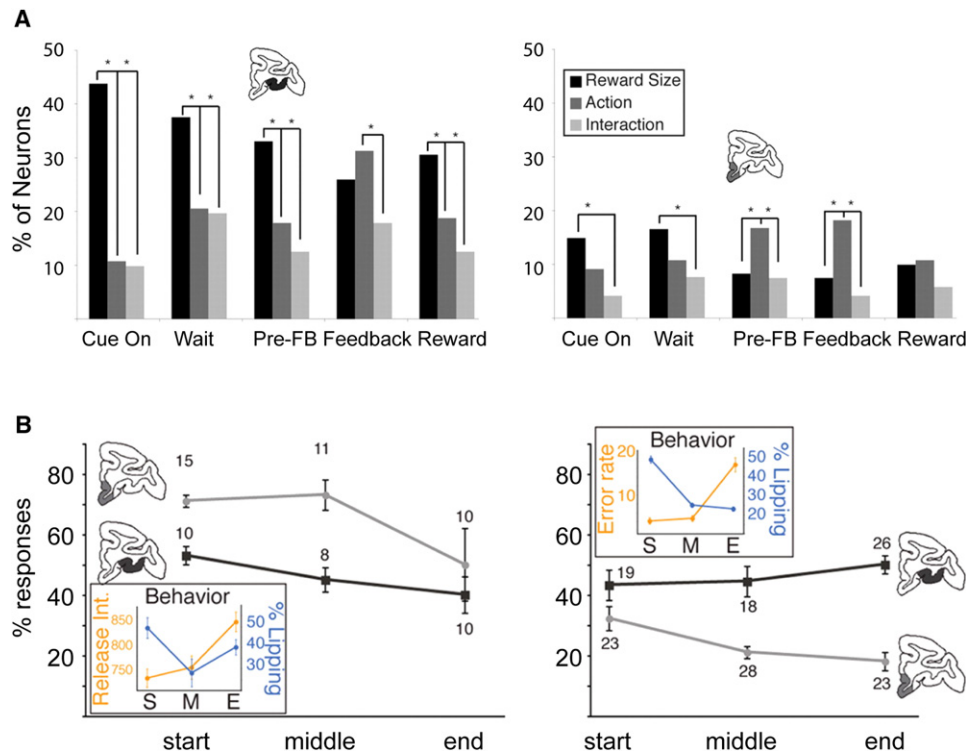 A
% of Neurons
50
40
30
20
10
* *
* *
* *
*
* *
Cue On Wait Pre-FB Feedback Reward
50
40
30
20
10
Reward Size
Action
Interaction
*
*
* *
* *
Cue On Wait Pre-FB Feedback Reward
B
% responses
80
60
40
20
15
11
10
10
8
10
Behavior
Release Int.
850
800
750
% Lipping
50
40
30
S M E
start middle end
80
60
40
20
Behavior
Error rate
20
10
% Lipping
50
40
30
20
S M E
19
18
26
23
28
23
start middle end